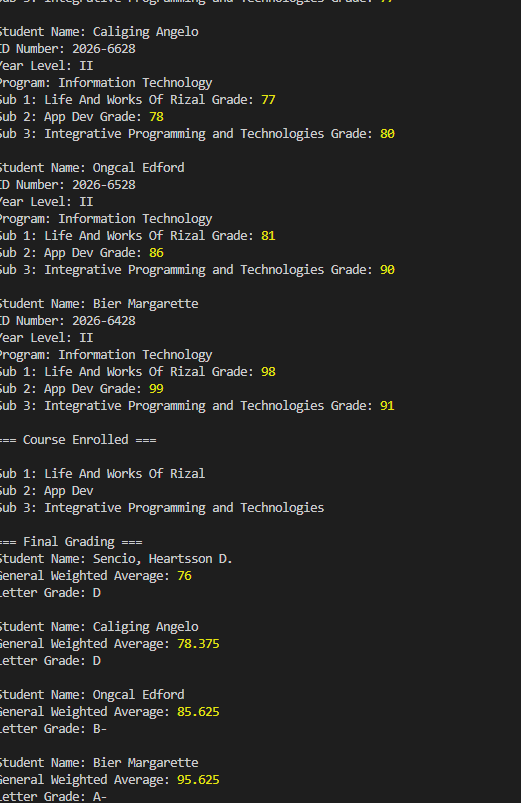 Sub 3: Integrative Programming and Technologies Grade: 77
Student Name: Caliging Angelo
ID Number: 2026-6628
Year Level: II
Program: Information Technology
Sub 1: Life And Works Of Rizal Grade: 77
Sub 2: App Dev Grade: 78
Sub 3: Integrative Programming and Technologies Grade: 80
Student Name: Ongcal Edford
ID Number: 2026-6528
Year Level: II
Program: Information Technology
Sub 1: Life And Works Of Rizal Grade: 81
Sub 2: App Dev Grade: 86
Sub 3: Integrative Programming and Technologies Grade: 90
Student Name: Bier Margarette
ID Number: 2026-6428
Year Level: II
Program: Information Technology
Sub 1: Life And Works Of Rizal Grade: 98
Sub 2: App Dev Grade: 99
Sub 3: Integrative Programming and Technologies Grade: 91
=== Course Enrolled ===
Sub 1: Life And Works Of Rizal
Sub 2: App Dev
Sub 3: Integrative Programming and Technologies
=== Final Grading ===
Student Name: Sencio, Heartsson D.
General Weighted Average: 76
Letter Grade: D
Student Name: Caliging Angelo
General Weighted Average: 78.375
Letter Grade: D
Student Name: Ongcal Edford
General Weighted Average: 85.625
Letter Grade: B-
Student Name: Bier Margarette
General Weighted Average: 95.625
Letter Grade: A-